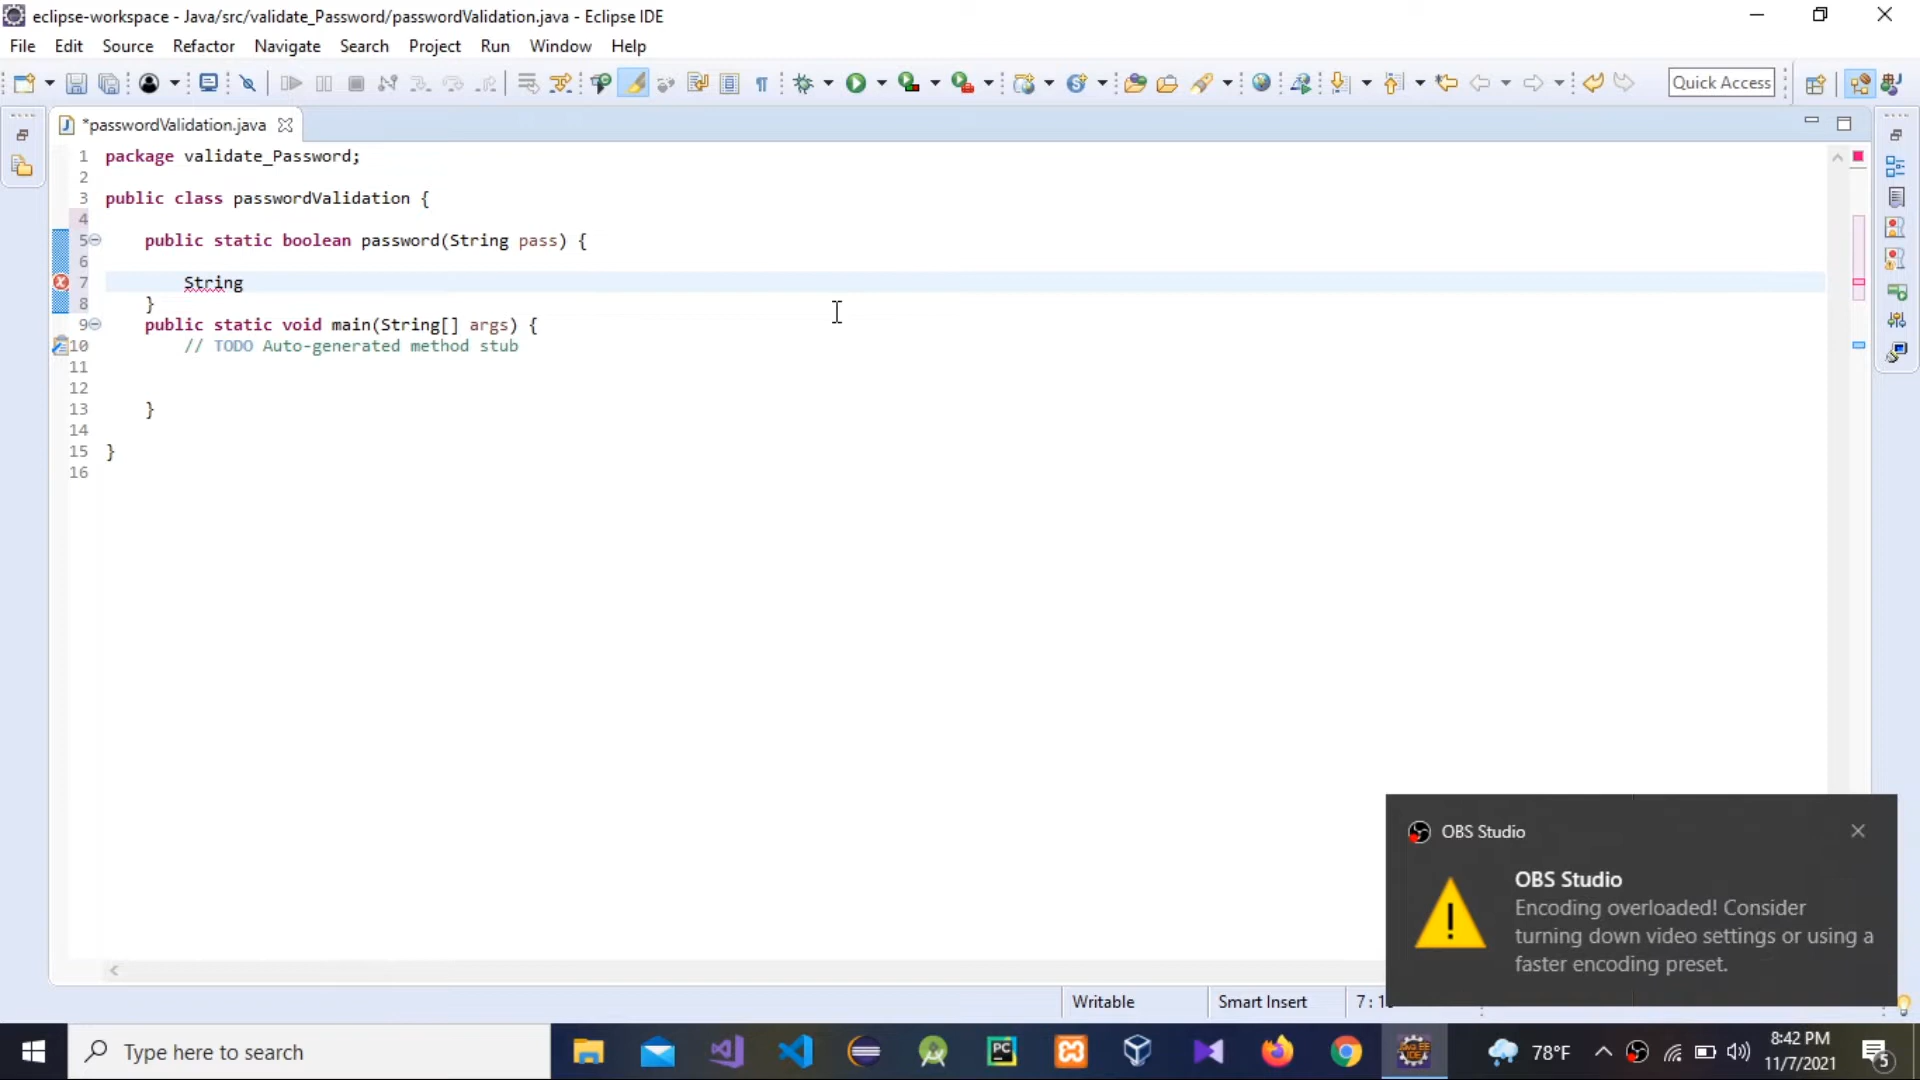 eclipse-workspace - Java/src/validate_Password/passwordValidation.java - Eclipse IDE
File Edit Source Refactor Navigate Search Project Run Window Help
Quick Access
*passwordValidation.java
1 package validate_Password;
2
3 public class passwordValidation {
4
5 public static boolean password(String pass) {
6
7 String
8 }
9 public static void main(String[] args) {
10 // TODO Auto-generated method stub
11
12
13 }
14
15 }
16
OBS Studio
OBS Studio
Encoding overloaded! Consider
turning down video settings or using a
faster encoding preset.
Writable Smart Insert
Type here to search
PC
78°F
8:42 PM
11/7/2021
5